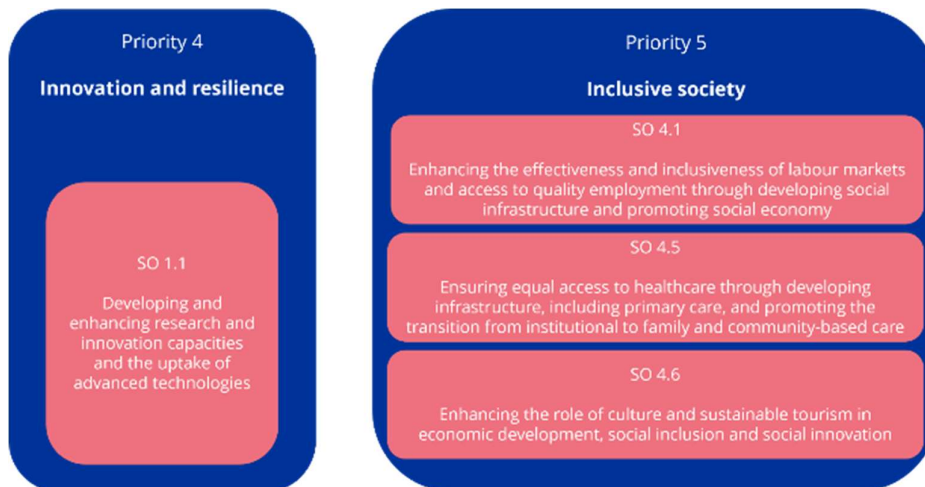 Priority 4
Innovation and resilience
SO 1.1
Developing and
enhancing research and
innovation capacities
and the uptake of
advanced technologies
Priority 5
Inclusive society
SO 4.1
Enhancing the effectiveness and inclusiveness of labour markets
and access to quality employment through developing social
infrastructure and promoting social economy
SO 4.5
Ensuring equal access to healthcare through developing
infrastructure, including primary care, and promoting the
transition from institutional to family and community-based care
SO 4.6
Enhancing the role of culture and sustainable tourism in
economic development, social inclusion and social innovation